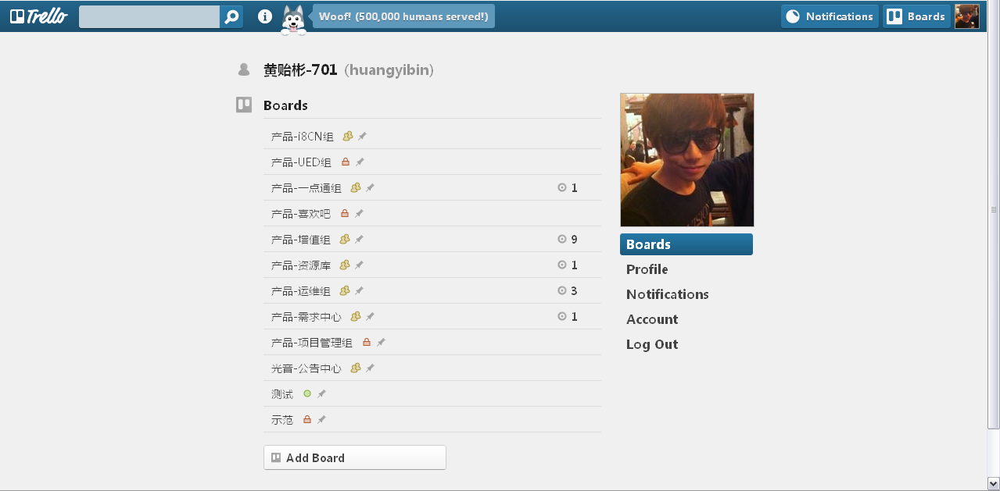 Trello
Woof! (500,000 humans served!)
Notifications
Boards
黄贻彬-701 (huangyibin)
Boards
产品-i8CN组
产品-UED组
产品-一点通组 1
产品-喜欢吧
产品-增值组 9
产品-资源库 1
产品-运维组 3
产品-需求中心 1
产品-项目管理组
光音-公告中心
测试
示范
Add Board
Boards
Profile
Notifications
Account
Log Out